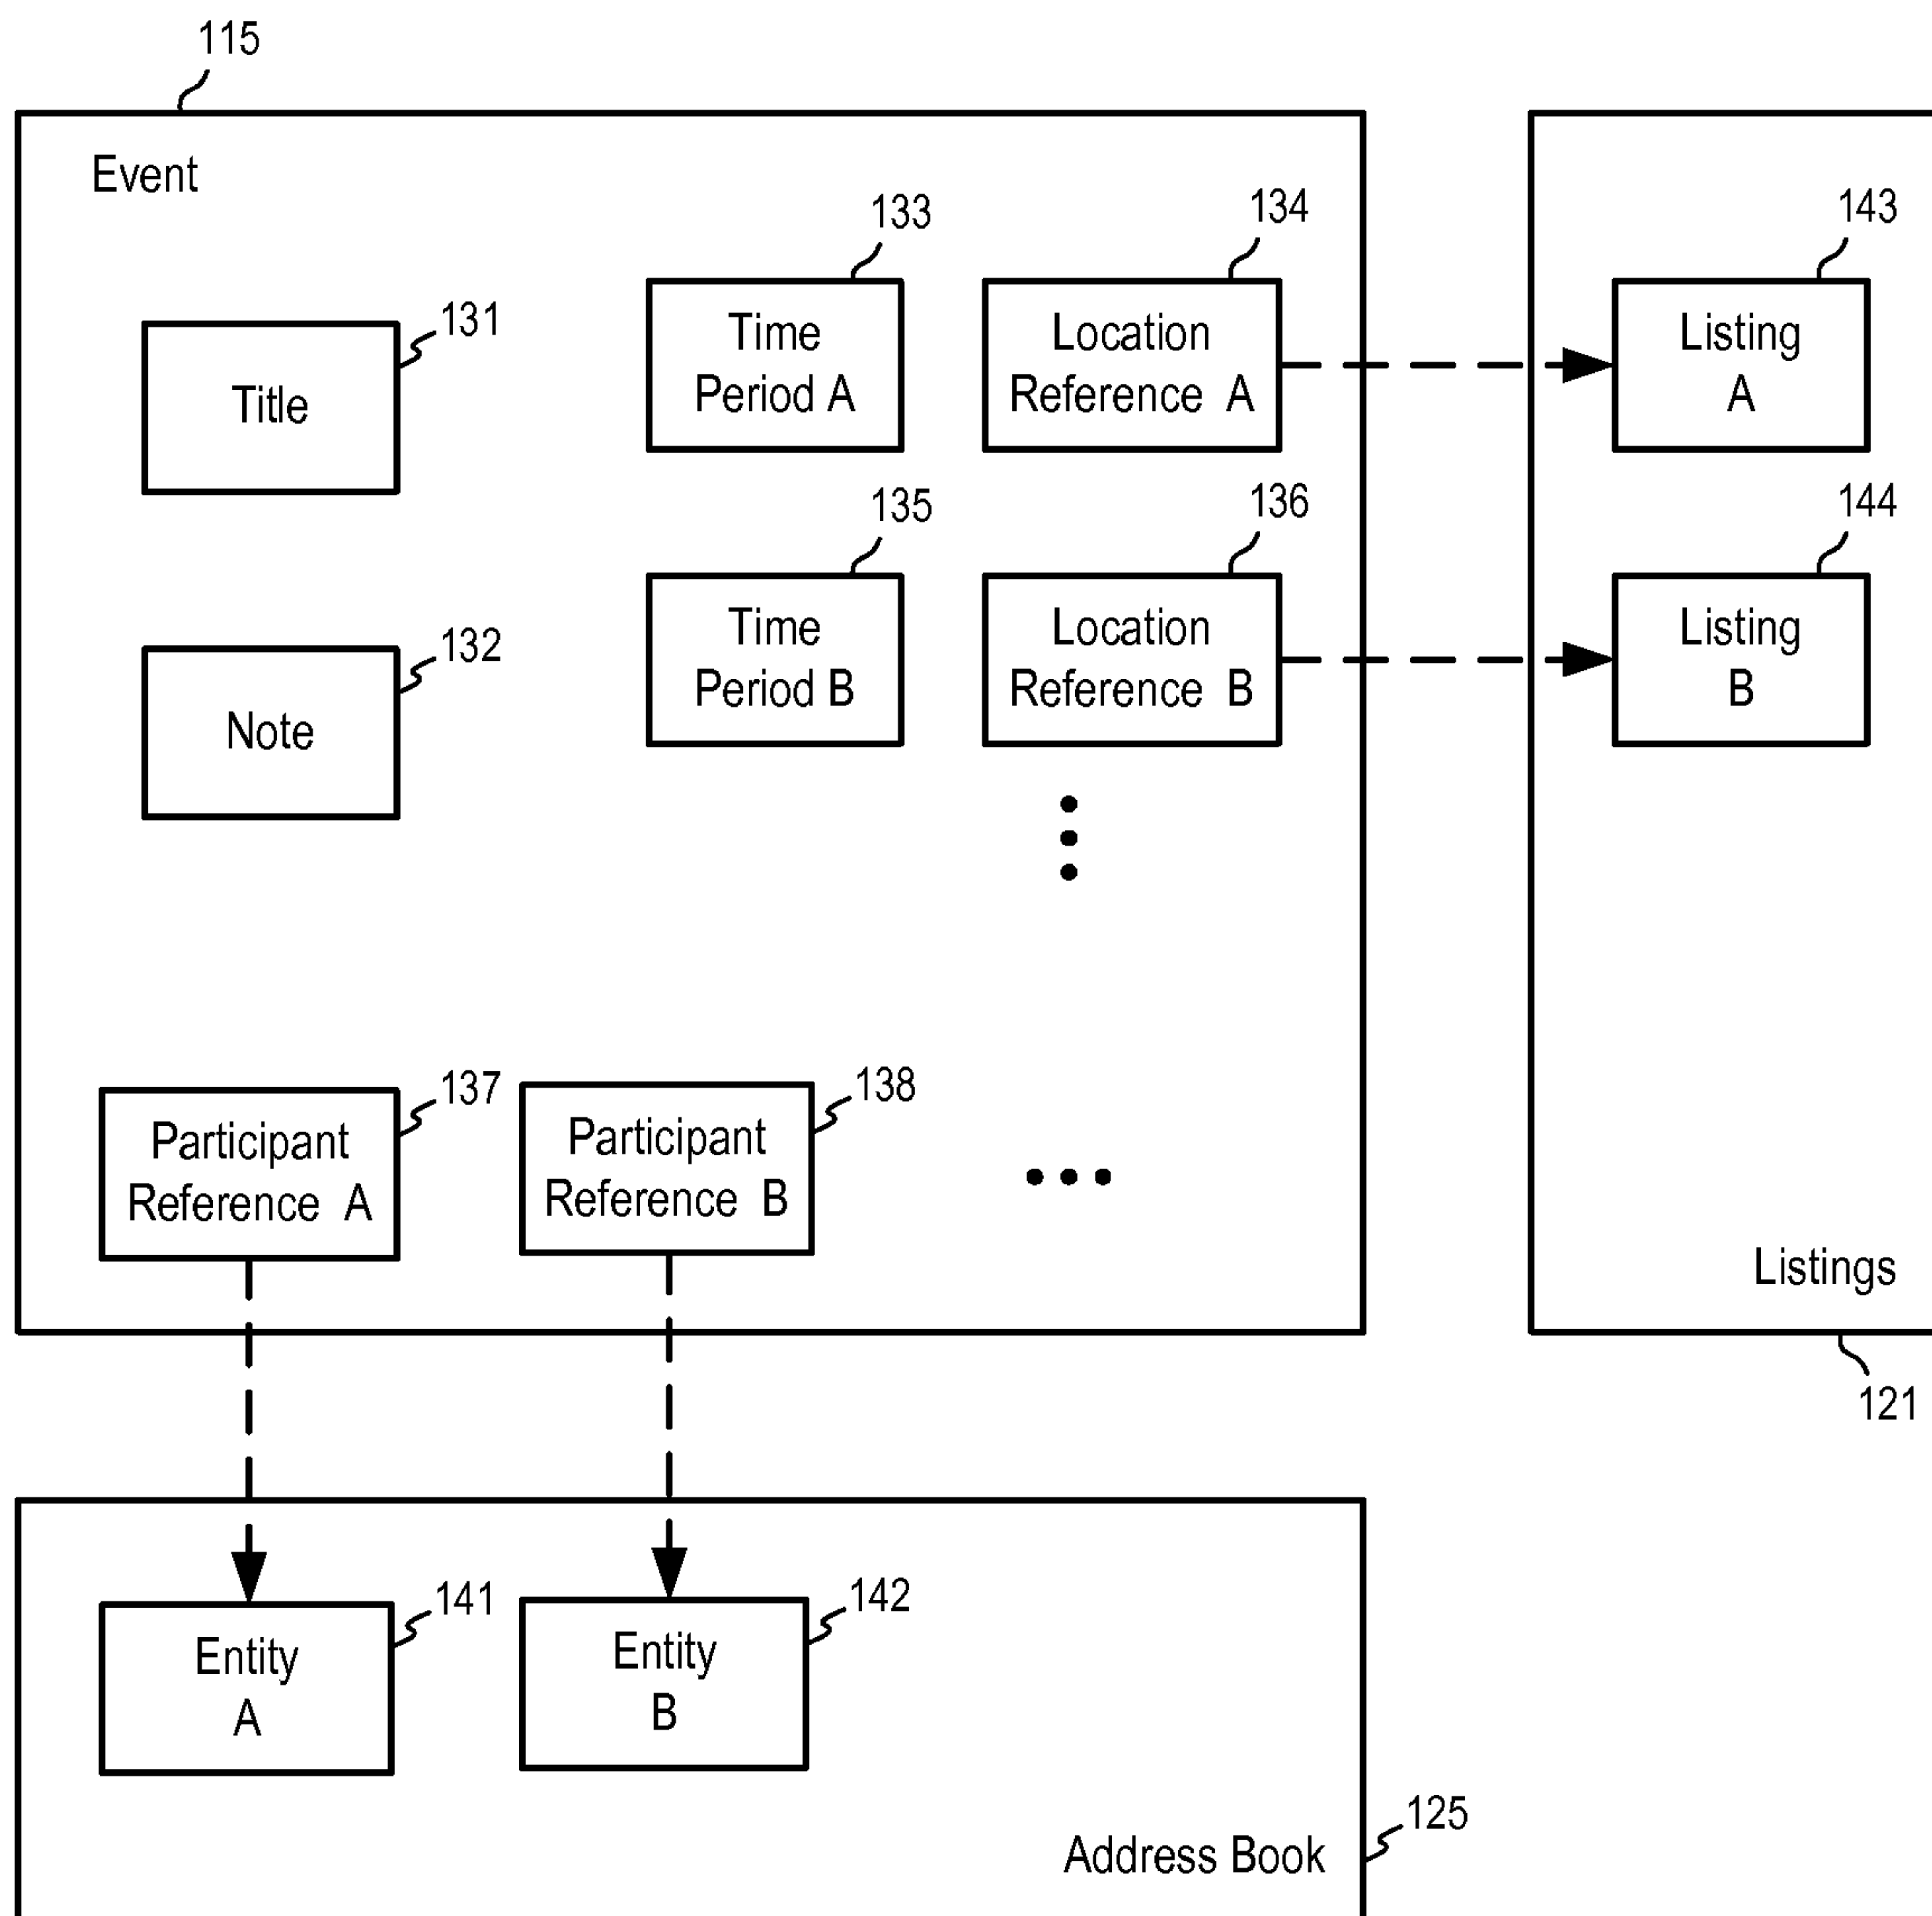 115
Event
133
134
143
131
Title
Time
Period A
Location
Reference A
Listing
A
135
136
144
132
Note
Time
Period B
Location
Reference B
Listing
B
137
138
Participant
Reference A
Participant
Reference B
Listings
121
141
142
Entity
A
Entity
B
125
Address Book